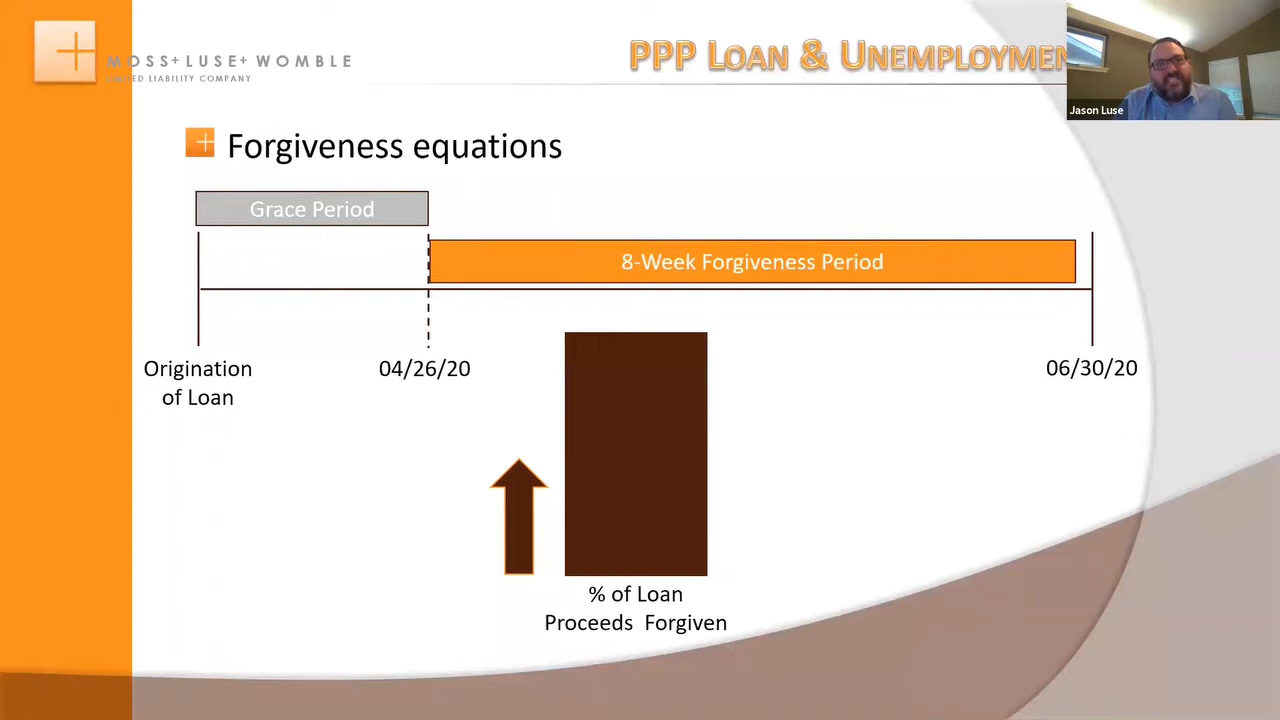 MOSS+ LUSE+ WOMBLE
LIMITED LIABILITY COMPANY
PPP LOAN & UNEMPLOYMEN
Jason Luse
Forgiveness equations
Grace Period
8-Week Forgiveness Period
Origination
of Loan
04/26/20
06/30/20
% of Loan
Proceeds Forgiven